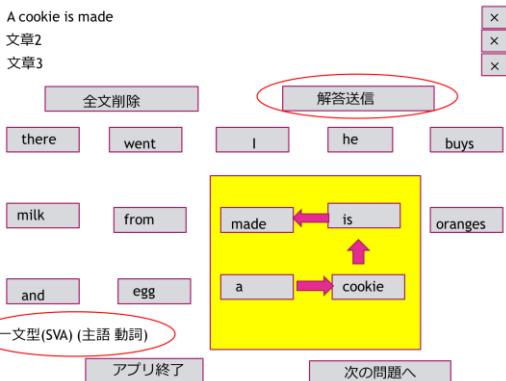 A cookie is made ×
文章2 ×
文章3 ×
全文削除 解答送信
there went I he buys
milk from made is oranges
and egg a cookie
一文型(SVA) (主語 動詞)
アプリ終了 次の問題へ